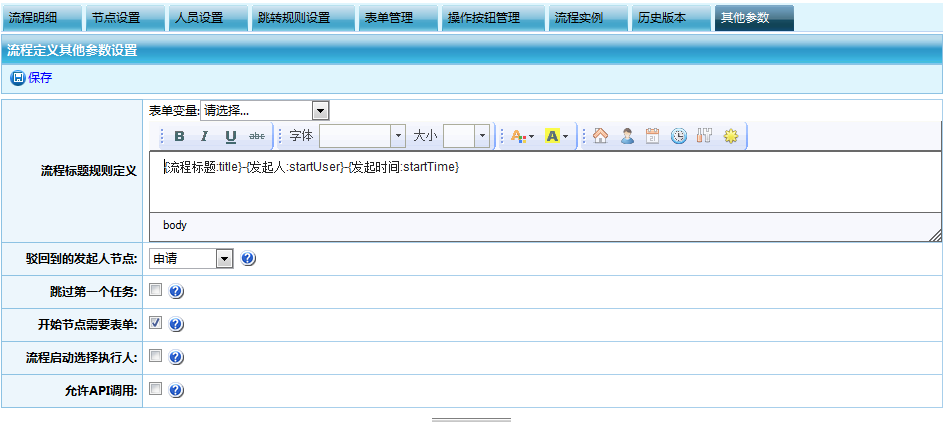 流程明细 节点设置 人员设置 跳转规则设置 表单管理 操作按钮管理 流程实例 历史版本 其他参数
流程定义其他参数设置
保存
表单变量:请选择...
B I U abc 字体 大小 A A
流程标题规则定义
{流程标题:title}-{发起人:startUser}-{发起时间:startTime}
body
驳回到的发起人节点: 申请
跳过第一个任务:
开始节点需要表单:
流程启动选择执行人:
允许API调用: